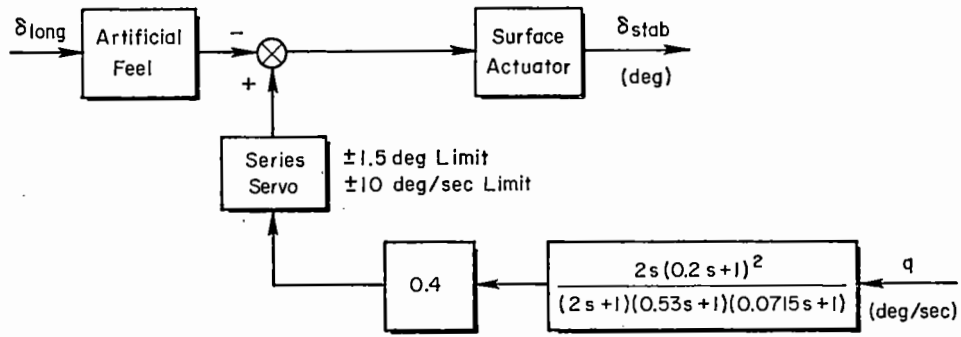 δlong
Artificial
Feel
−
+
Surface
Actuator
δstab
(deg)
Series
Servo
±1.5 deg Limit
±10 deg/sec Limit
0.4
2s(0.2s+1)²
(2s+1)(0.53s+1)(0.0715s+1)
q
(deg/sec)